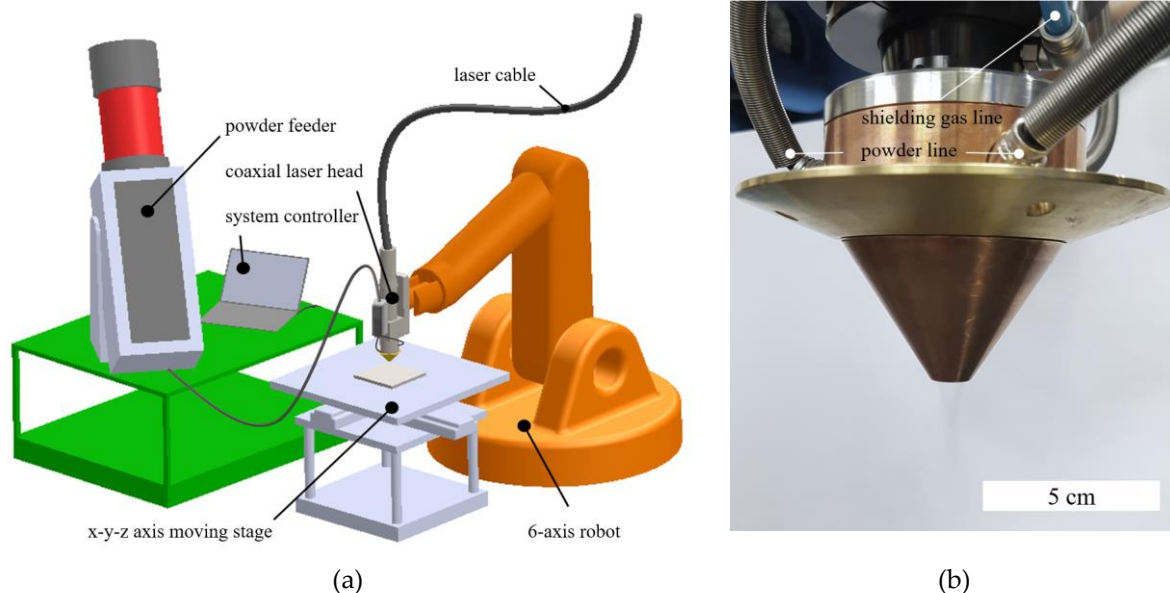 laser cable
powder feeder
coaxial laser head
system controller
x-y-z axis moving stage
6-axis robot
(a)
shielding gas line
powder line
5 cm
(b)